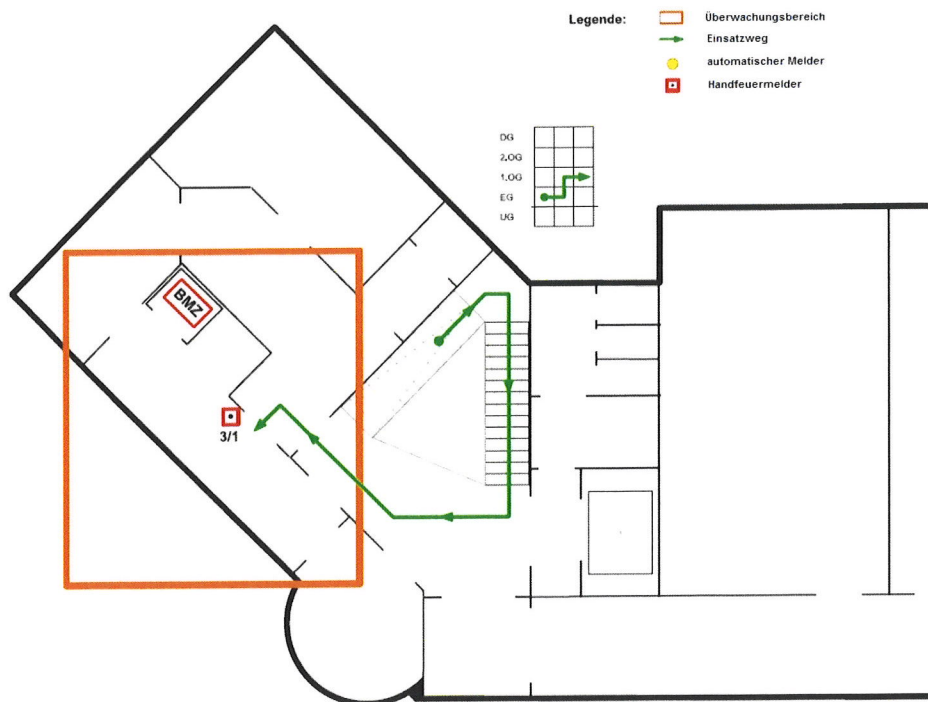 Legende:
Überwachungsbereich
Einsatzweg
automatischer Melder
Handfeuermelder
DG
2.OG
1.OG
EG
UG
BMZ
3/1